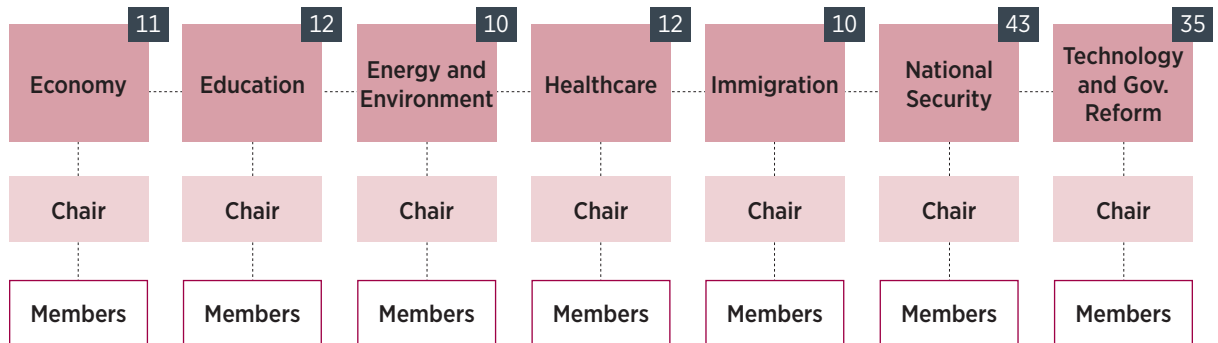 11
12
10
12
10
43
35
Economy
Education
Energy and
Environment
Healthcare
Immigration
National
Security
Technology
and Gov.
Reform
Chair
Chair
Chair
Chair
Chair
Chair
Chair
Members
Members
Members
Members
Members
Members
Members